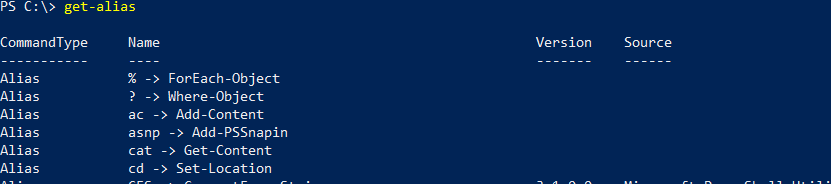 PS C:\> get-alias
CommandType Name Version Source
----------- ---- ------- ------
Alias % -> ForEach-Object
Alias ? -> Where-Object
Alias ac -> Add-Content
Alias asnp -> Add-PSSnapin
Alias cat -> Get-Content
Alias cd -> Set-Location